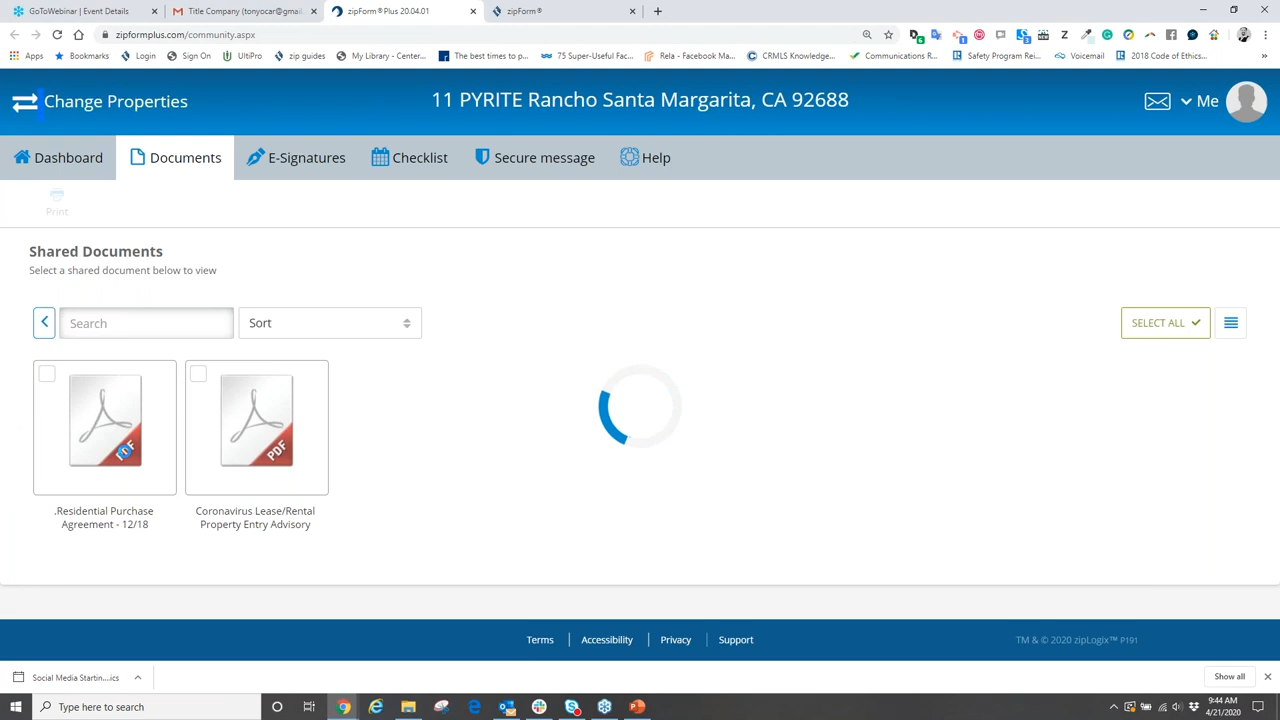 GoToWebinar | Event Details
Title Company (tonyocar@gmai
zipForm®Plus 20.04.01
zipForm®
zipformplus.com/community.aspx
Apps
Bookmarks
Login
Sign On
UltiPro
zip guides
My Library - Center...
The best times to p...
75 Super-Useful Fac...
Rela - Facebook Ma...
CRMLS Knowledge...
Communications R...
Safety Program Rei...
Voicemail
2018 Code of Ethics...
»
Change Properties
11 PYRITE Rancho Santa Margarita, CA 92688
Me
Dashboard
Documents
E-Signatures
Checklist
Secure message
Help
Print
Shared Documents
Select a shared document below to view
Search
Sort
SELECT ALL
PDF
PDF
.Residential Purchase
Agreement - 12/18
Coronavirus Lease/Rental
Property Entry Advisory
Terms
Accessibility
Privacy
Support
TM & © 2020 zipLogix™ P191
Social Media Startin....ics
Show all
Type here to search
9:44 AM
4/21/2020